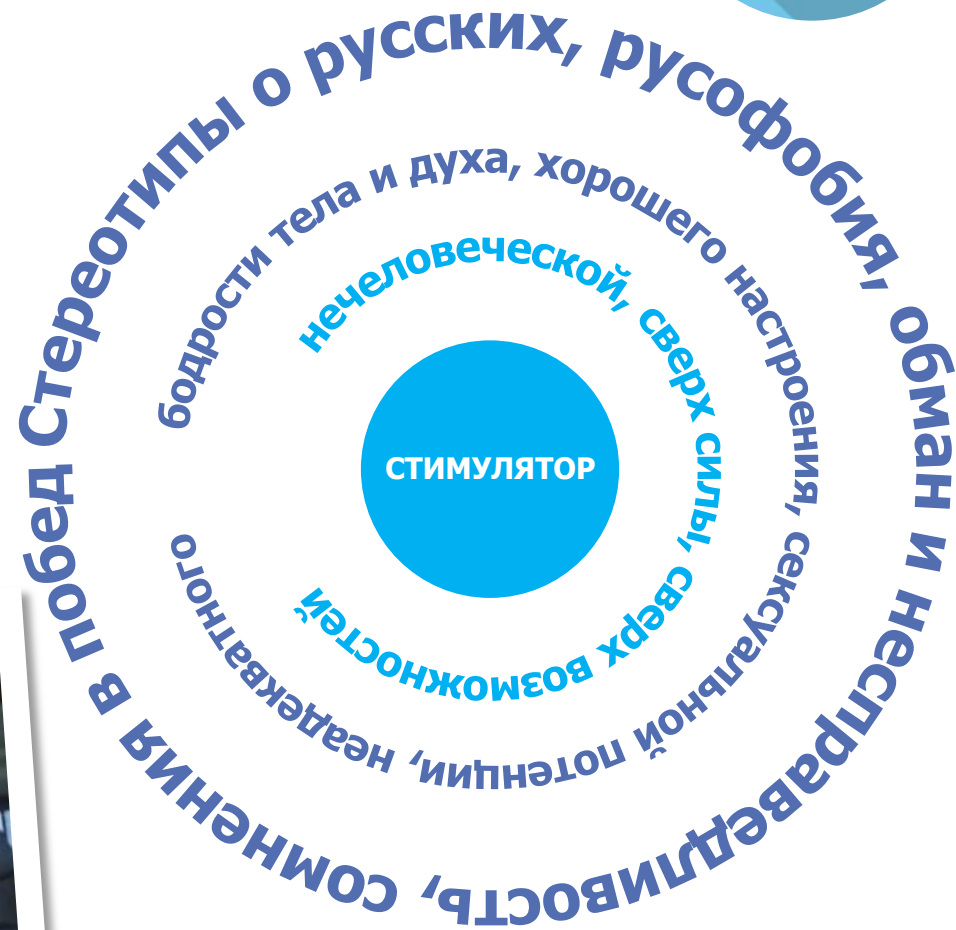 Стереотипы о русских, русофобия, обман и несправедливость, сомнения в побед
бодрости тела и духа, хорошего настроения, сексуальной потенции, неадекватного
нечеловеческой, сверх силы, сверх возможностей
СТИМУЛЯТОР